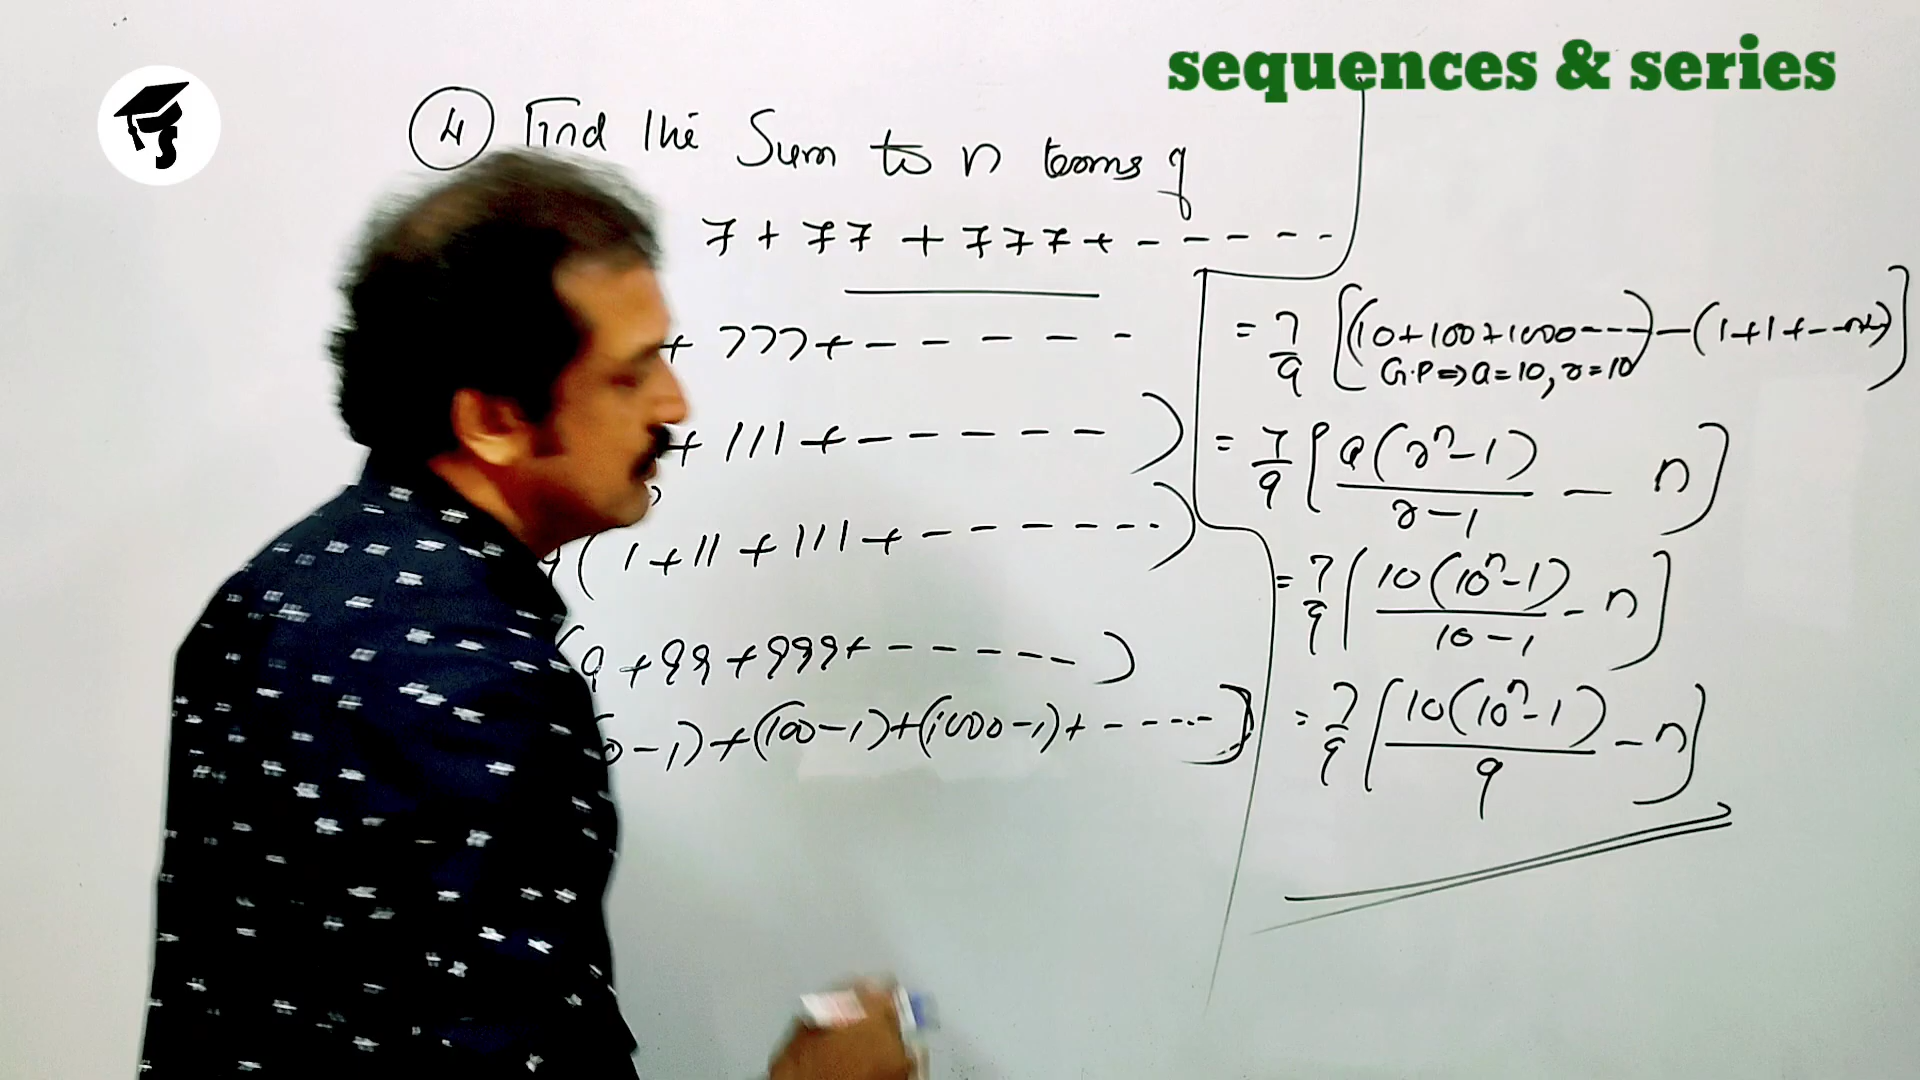 sequences & series
4 Find the Sum to n terms of
7 + 77 + 777 + - - - - -
+ 777 + - - - - - -
+ 111 + - - - - - - )
( 1 + 11 + 111 + - - - - - - )
(9 + 99 + 999 + - - - - - - )
0 - 1) + (100 - 1) + (1000 - 1) + - - - - - ]
= 7/9 [(10 + 100 + 1000 - - - -) - (1 + 1 + - - )]
G.P ⇒ a = 10, r = 10
= 7/9 [a(r^n - 1)/r - 1 - n]
= 7/9 [10(10^n - 1)/10 - 1 - n]
= 7/9 [10(10^n - 1)/9 - n]